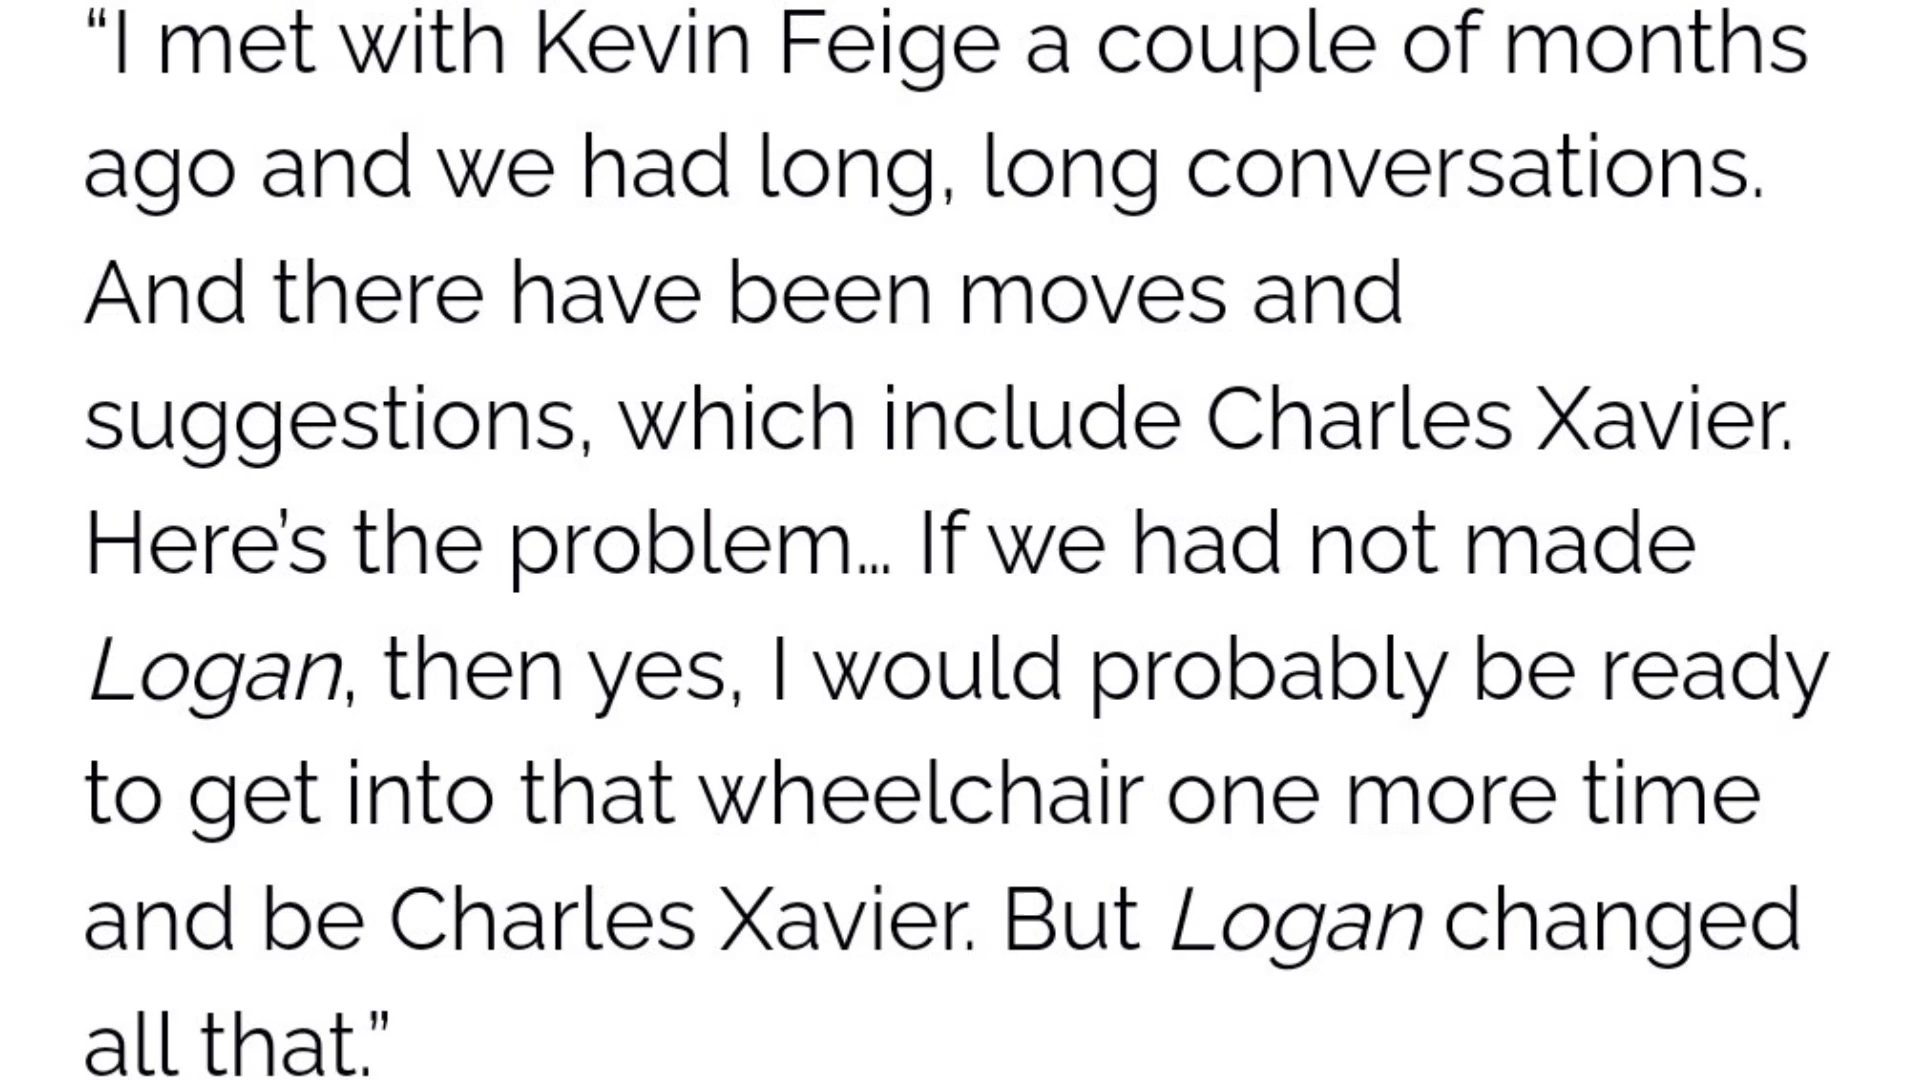 “I met with Kevin Feige a couple of months
ago and we had long, long conversations.
And there have been moves and
suggestions, which include Charles Xavier.
Here’s the problem… If we had not made
Logan, then yes, I would probably be ready
to get into that wheelchair one more time
and be Charles Xavier. But Logan changed
all that.”